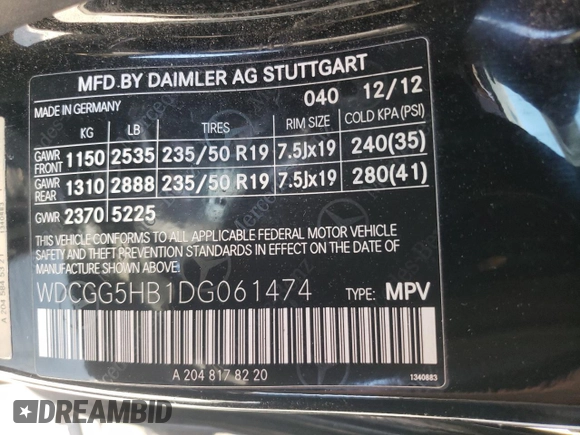 MFD.BY DAIMLER AG STUTTGART
MADE IN GERMANY 040 12/12
KG LB TIRES RIM SIZE COLD KPA (PSI)
GAWR FRONT 1150 2535 235/50 R19 7.5Jx19 240(35)
GAWR REAR 1310 2888 235/50 R19 7.5Jx19 280(41)
GVWR 2370 5225
THIS VEHICLE CONFORMS TO ALL APPLICABLE FEDERAL MOTOR VEHICLE
SAFETY AND THEFT PREVENTION STANDARDS IN EFFECT ON THE DATE
OF MANUFACTURE SHOWN ABOVE.
WDCGG5HB1DG061474 TYPE: MPV
A 204 817 82 20
1340883
DREAMBID